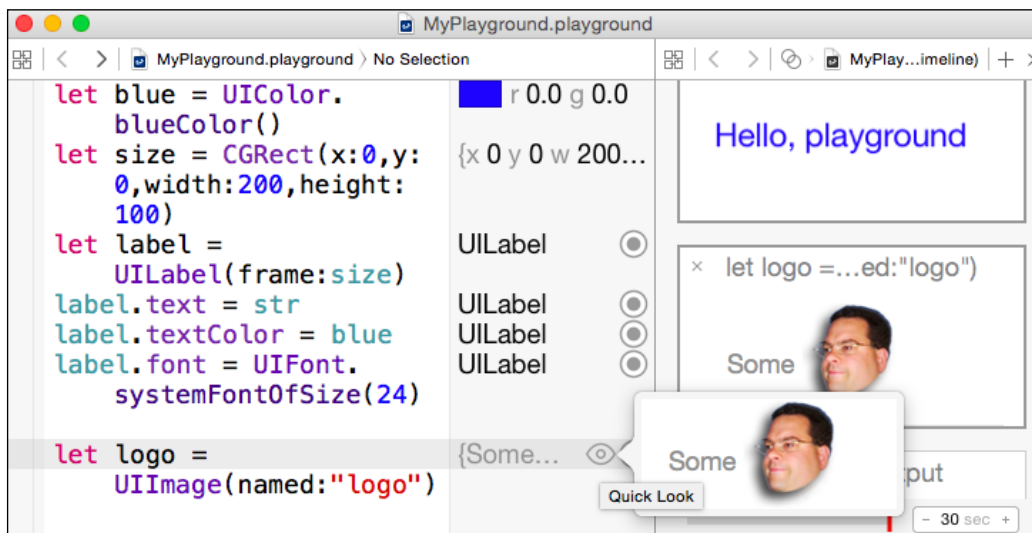 MyPlayground.playground
MyPlayground.playground 〉 No Selection
let blue = UIColor.
blueColor()
let size = CGRect(x:0,y:
0,width:200,height:
100)
let label =
UILabel(frame:size)
label.text = str
label.textColor = blue
label.font = UIFont.
systemFontOfSize(24)
let logo =
UIImage(named:"logo")
r 0.0 g 0.0
{x 0 y 0 w 200...
UILabel
UILabel
UILabel
UILabel
{Some...
Quick Look
MyPlay...imeline)
Hello, playground
× let logo =...ed:"logo")
Some
Some
put
- 30 sec +